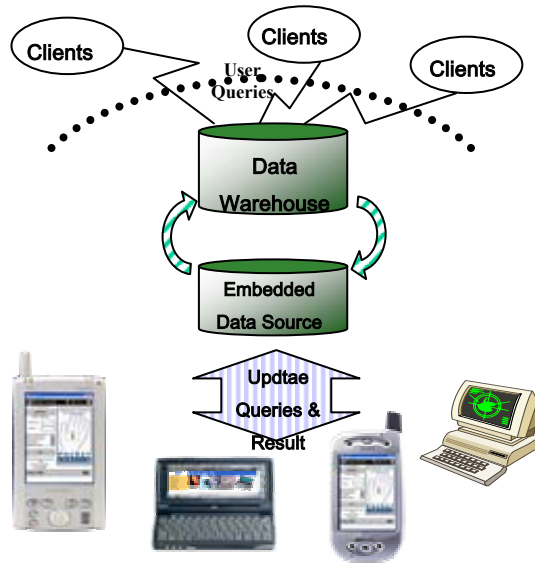 Clients
Clients
Clients
User
Queries
Data
Warehouse
Embedded
Data Source
Updtae
Queries &
Result